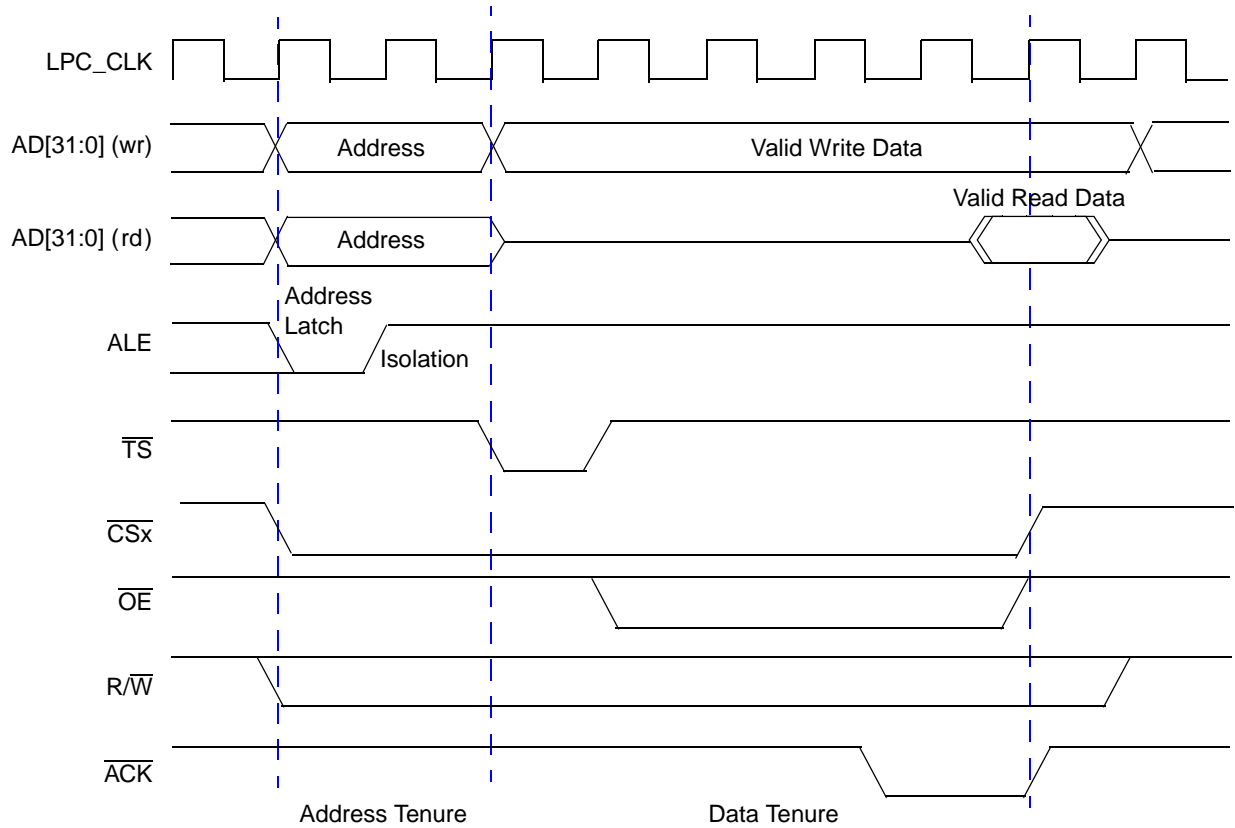 LPC_CLK
AD[31:0] (wr)
Address
Valid Write Data
Valid Read Data
AD[31:0] (rd)
Address
Address
Latch
ALE
Isolation
TS
CSx
OE
R/W
ACK
Address Tenure
Data Tenure